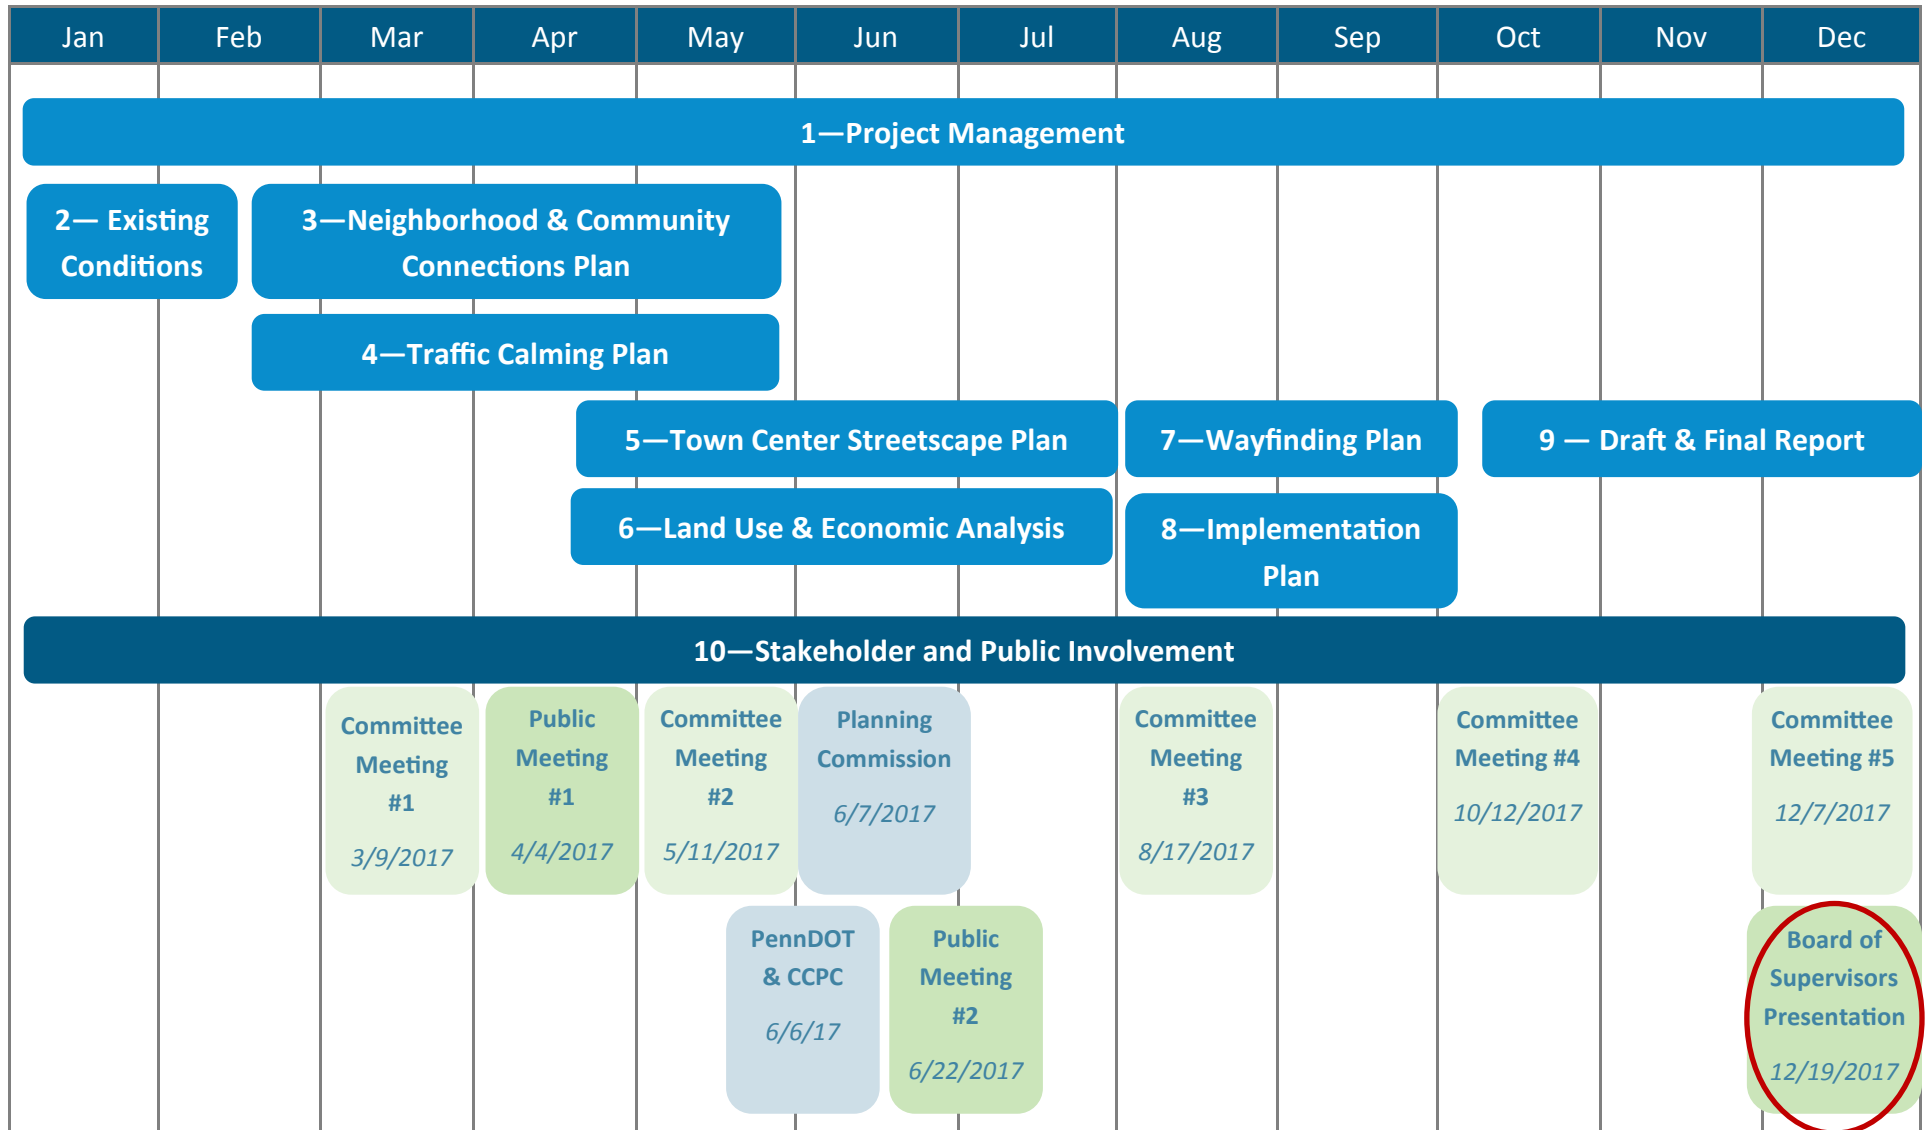 Jan Feb Mar Apr May Jun Jul Aug Sep Oct Nov Dec
1—Project Management
2— Existing
Conditions
3—Neighborhood & Community
Connections Plan
4—Traffic Calming Plan
5—Town Center Streetscape Plan
7—Wayfinding Plan
9 — Draft & Final Report
6—Land Use & Economic Analysis
8—Implementation
Plan
10—Stakeholder and Public Involvement
Committee
Meeting
#1
3/9/2017
Public
Meeting
#1
4/4/2017
Committee
Meeting
#2
5/11/2017
Planning
Commission
6/7/2017
Committee
Meeting
#3
8/17/2017
Committee
Meeting #4
10/12/2017
Committee
Meeting #5
12/7/2017
PennDOT
& CCPC
6/6/17
Public
Meeting
#2
6/22/2017
Board of
Supervisors
Presentation
12/19/2017